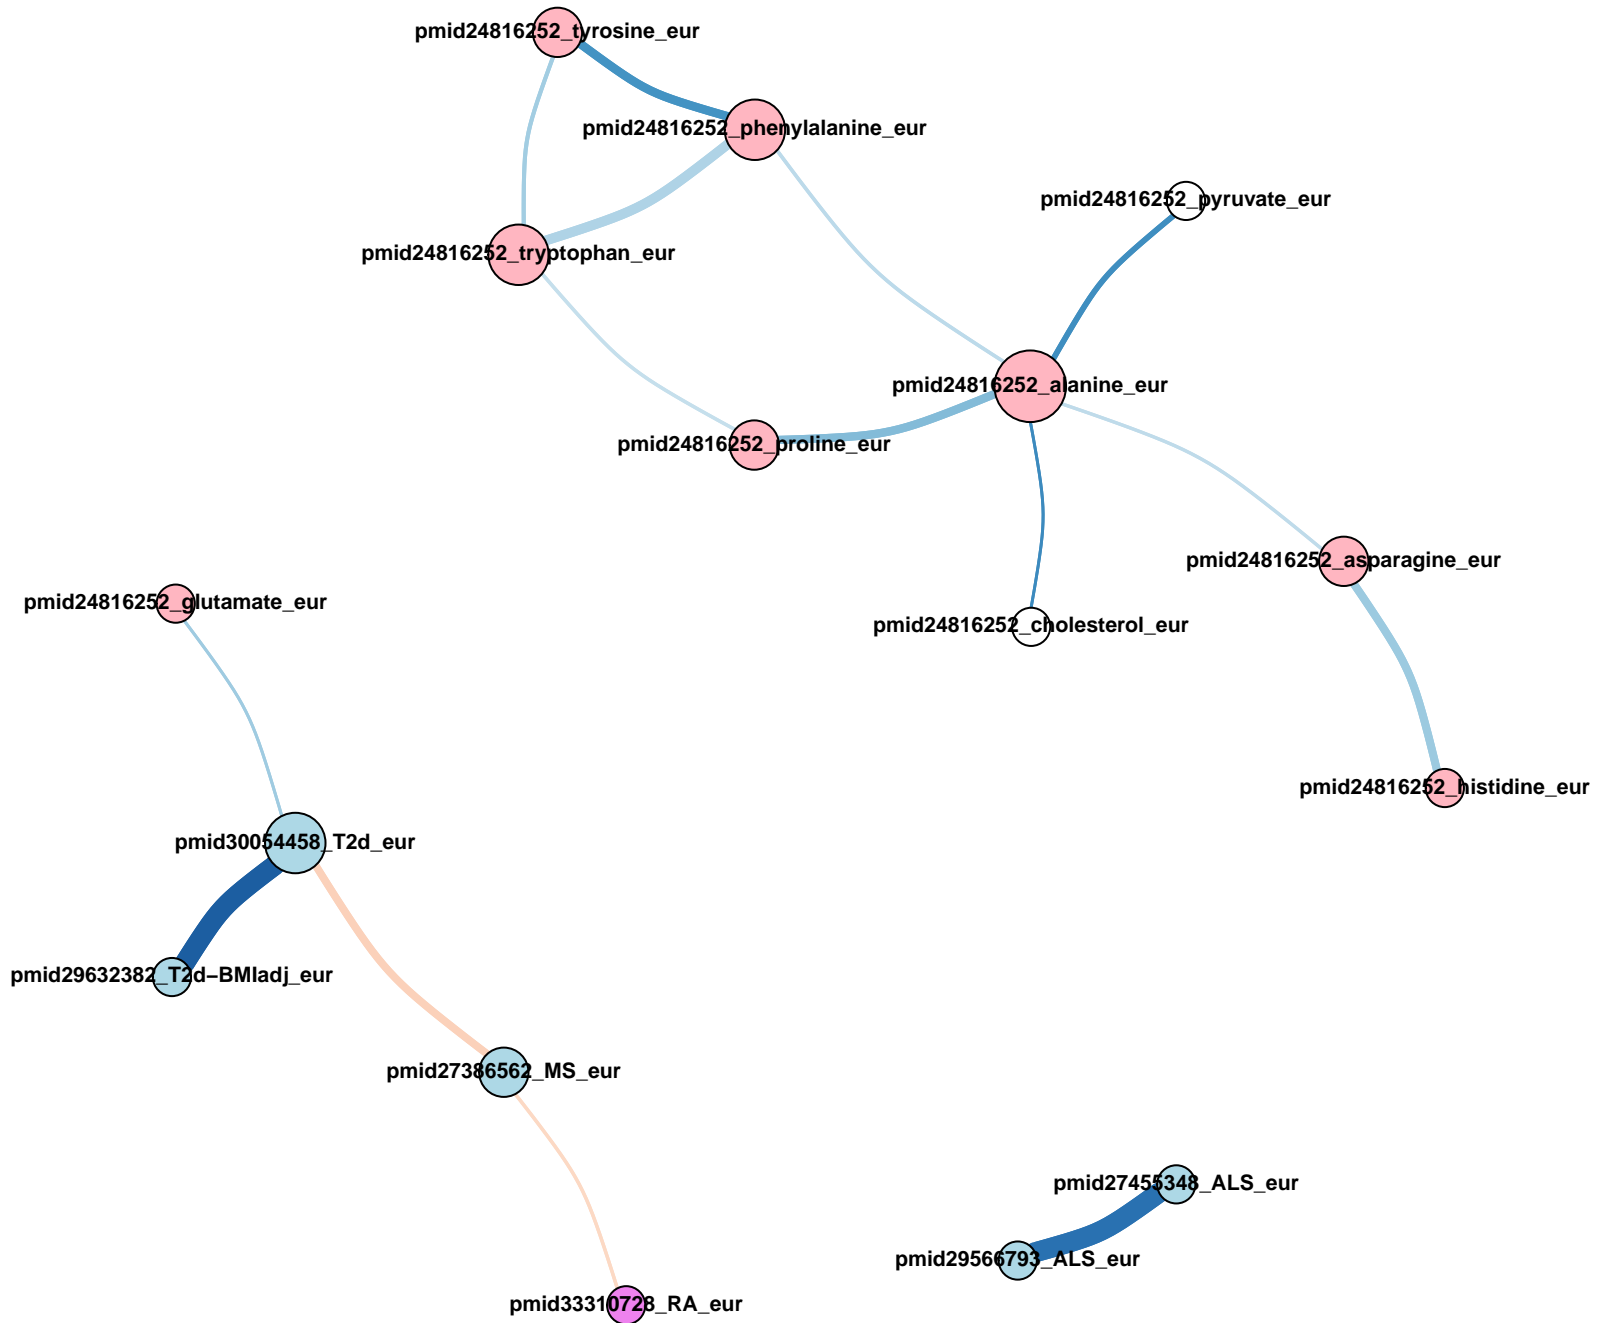 pmid24816252_tyrosine_eur
pmid24816252_phenylalanine_eur
pmid24816252_pyruvate_eur
pmid24816252_tryptophan_eur
pmid24816252_alanine_eur
pmid24816252_proline_eur
pmid24816252_asparagine_eur
pmid24816252_glutamate_eur
pmid24816252_cholesterol_eur
pmid24816252_histidine_eur
pmid30054458_T2d_eur
pmid29632382_T2d−BMIadj_eur
pmid27386562_MS_eur
pmid27455348_ALS_eur
pmid29566793_ALS_eur
pmid33310728_RA_eur